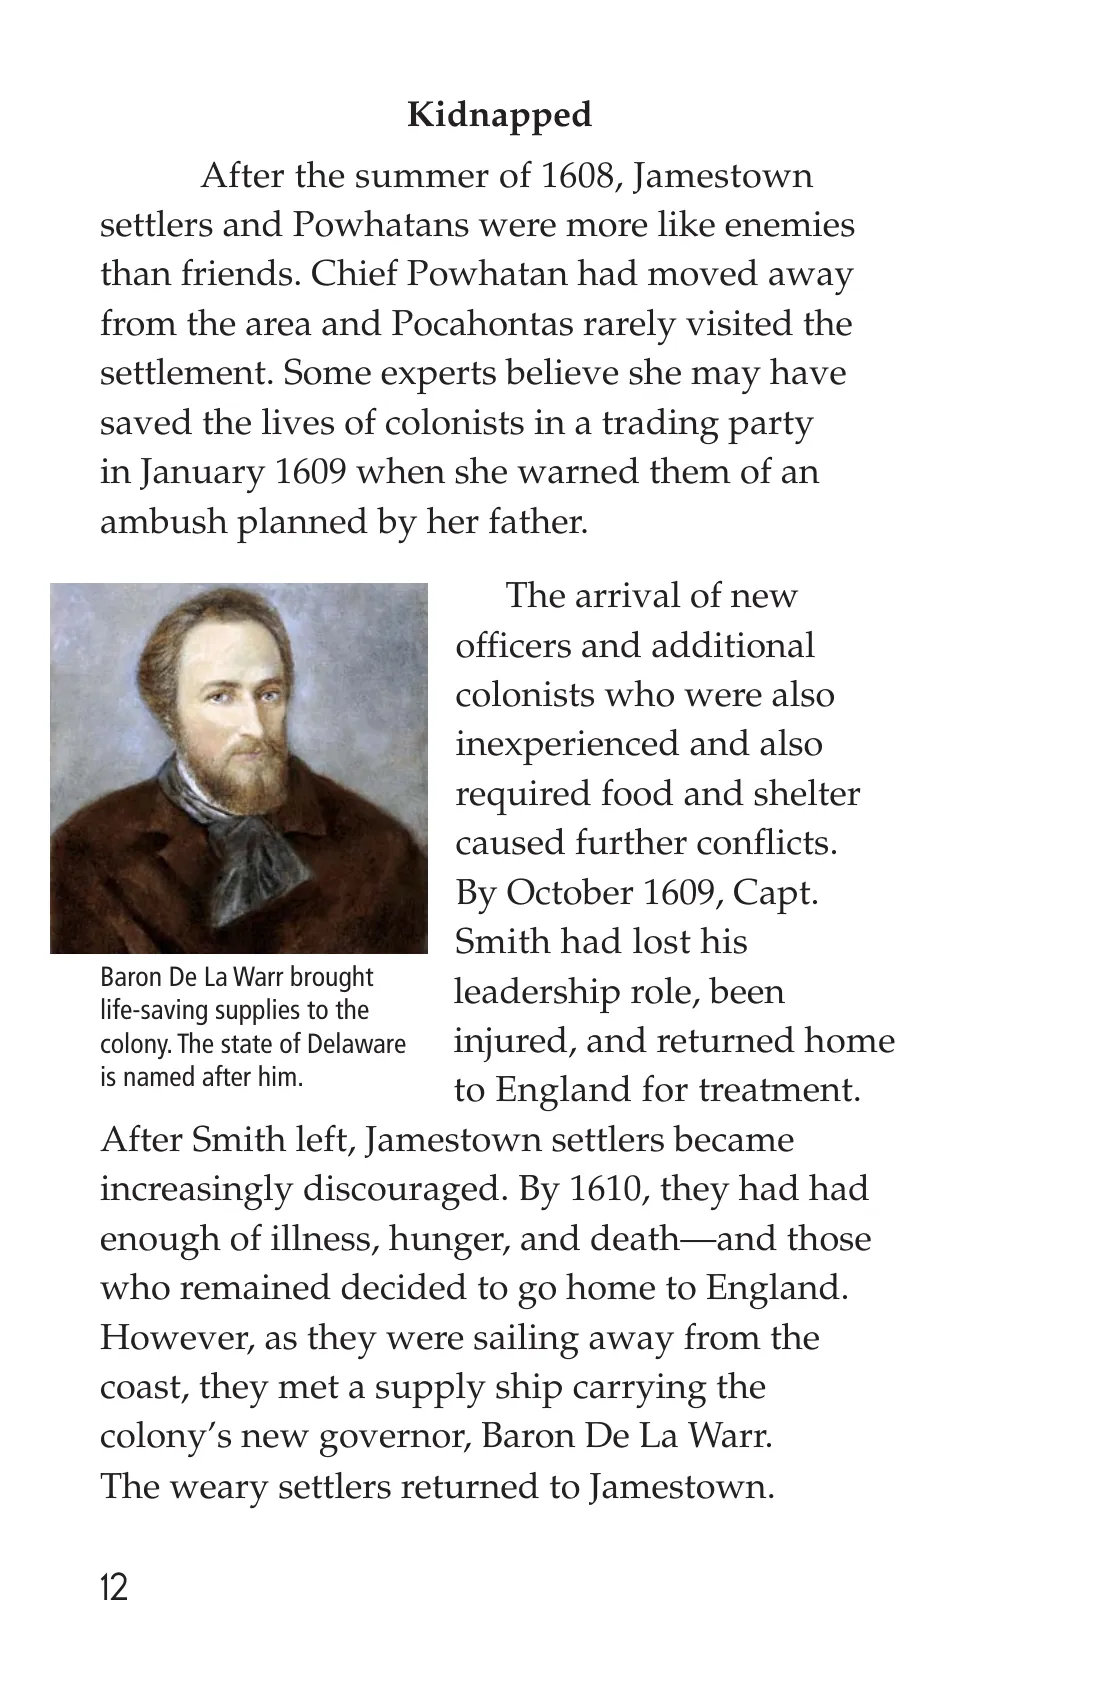 Kidnapped
After the summer of 1608, Jamestown
settlers and Powhatans were more like enemies
than friends. Chief Powhatan had moved away
from the area and Pocahontas rarely visited the
settlement. Some experts believe she may have
saved the lives of colonists in a trading party
in January 1609 when she warned them of an
ambush planned by her father.
The arrival of new
officers and additional
colonists who were also
inexperienced and also
required food and shelter
caused further conflicts.
By October 1609, Capt.
Smith had lost his
leadership role, been
injured, and returned home
to England for treatment.
After Smith left, Jamestown settlers became
increasingly discouraged. By 1610, they had had
enough of illness, hunger, and death—and those
who remained decided to go home to England.
However, as they were sailing away from the
coast, they met a supply ship carrying the
colony’s new governor, Baron De La Warr.
The weary settlers returned to Jamestown.
Baron De La Warr brought
life-saving supplies to the
colony. The state of Delaware
is named after him.
12